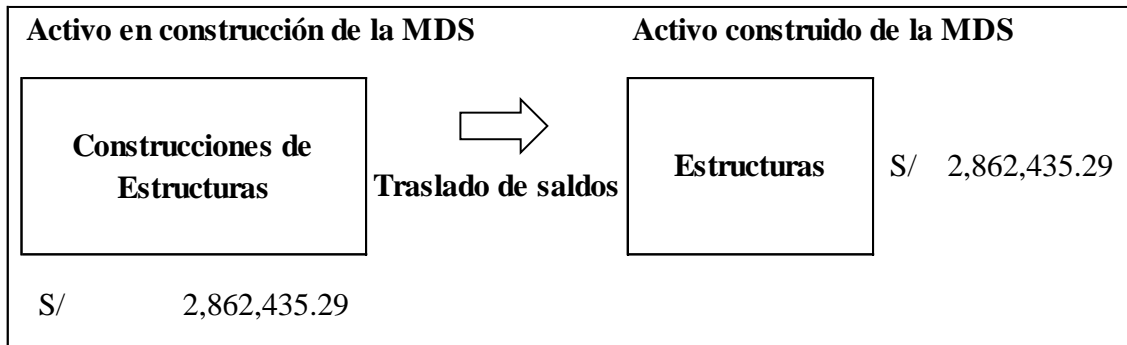 Activo en construcción de la MDS
Activo construido de la MDS
Construcciones de
Estructuras
Traslado de saldos
Estructuras
S/ 2,862,435.29
S/ 2,862,435.29